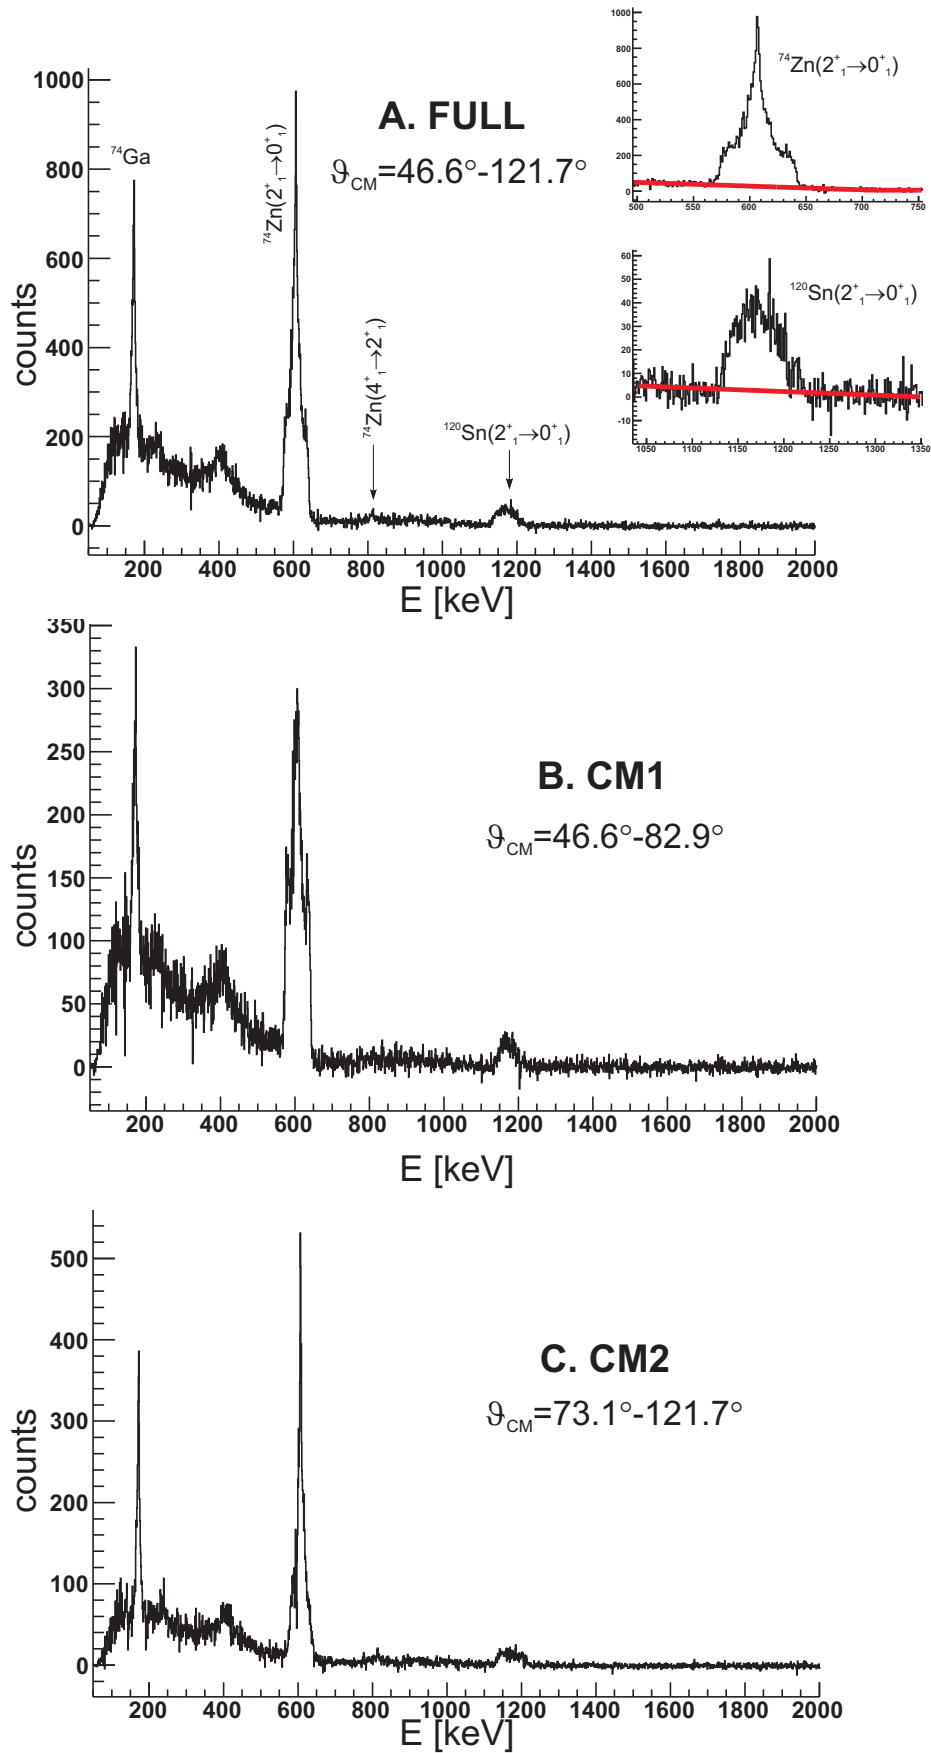 A. FULL
ϑCM=46.6°-121.7°
counts
1000
800
600
400
200
0
200 400 600 800 1000 1200 1400 1600 1800 2000
E [keV]
⁷⁴Ga
⁷⁴Zn(2⁺₁→0⁺₁)
⁷⁴Zn(4⁺₁→2⁺₁)
¹²⁰Sn(2⁺₁→0⁺₁)
1000
800
600
400
200
0
500 550 600 650 700 750
⁷⁴Zn(2⁺₁→0⁺₁)
60
50
40
30
20
10
0
-10
1050 1100 1150 1200 1250 1300 1350
¹²⁰Sn(2⁺₁→0⁺₁)
B. CM1
ϑCM=46.6°-82.9°
counts
350
300
250
200
150
100
50
0
200 400 600 800 1000 1200 1400 1600 1800 2000
E [keV]
C. CM2
ϑCM=73.1°-121.7°
counts
500
400
300
200
100
0
200 400 600 800 1000 1200 1400 1600 1800 2000
E [keV]